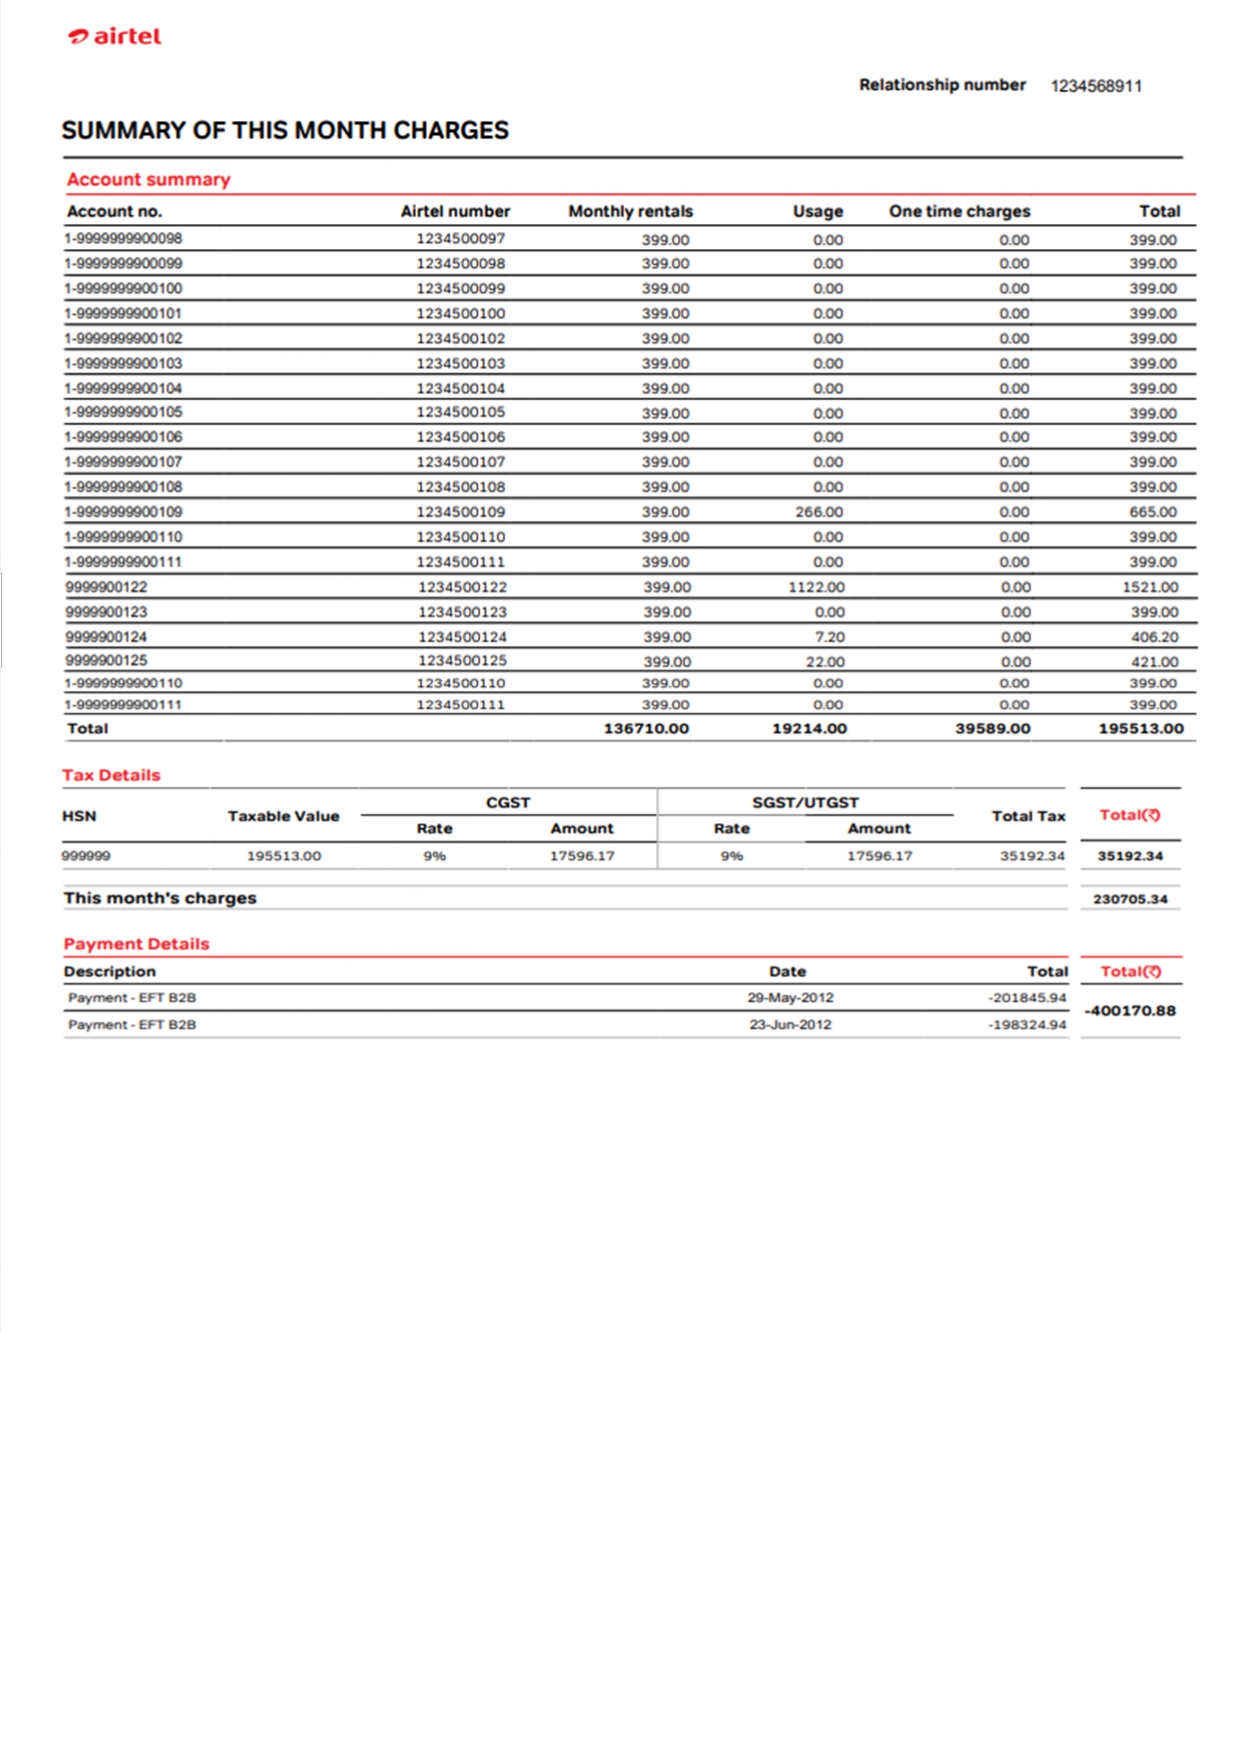 airtel
Relationship number 1234568911
SUMMARY OF THIS MONTH CHARGES
Account summary
Account no. Airtel number Monthly rentals Usage One time charges Total
1-9999999900098 1234500097 399.00 0.00 0.00 399.00
1-9999999900099 1234500098 399.00 0.00 0.00 399.00
1-9999999900100 1234500099 399.00 0.00 0.00 399.00
1-9999999900101 1234500100 399.00 0.00 0.00 399.00
1-9999999900102 1234500102 399.00 0.00 0.00 399.00
1-9999999900103 1234500103 399.00 0.00 0.00 399.00
1-9999999900104 1234500104 399.00 0.00 0.00 399.00
1-9999999900105 1234500105 399.00 0.00 0.00 399.00
1-9999999900106 1234500106 399.00 0.00 0.00 399.00
1-9999999900107 1234500107 399.00 0.00 0.00 399.00
1-9999999900108 1234500108 399.00 0.00 0.00 399.00
1-9999999900109 1234500109 399.00 266.00 0.00 665.00
1-9999999900110 1234500110 399.00 0.00 0.00 399.00
1-9999999900111 1234500111 399.00 0.00 0.00 399.00
9999900122 1234500122 399.00 1122.00 0.00 1521.00
9999900123 1234500123 399.00 0.00 0.00 399.00
9999900124 1234500124 399.00 7.20 0.00 406.20
9999900125 1234500125 399.00 22.00 0.00 421.00
1-9999999900110 1234500110 399.00 0.00 0.00 399.00
1-9999999900111 1234500111 399.00 0.00 0.00 399.00
Total 136710.00 19214.00 39589.00 195513.00
Tax Details
HSN Taxable Value CGST SGST/UTGST Total Tax Total(₹)
Rate Amount Rate Amount
999999 195513.00 9% 17596.17 9% 17596.17 35192.34 35192.34
This month's charges 230705.34
Payment Details
Description Date Total Total(₹)
Payment - EFT B2B 29-May-2012 -201845.94
-400170.88
Payment - EFT B2B 23-Jun-2012 -198324.94